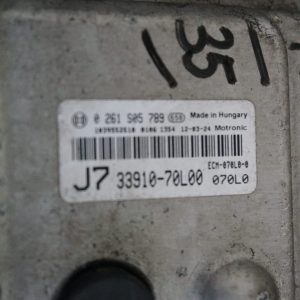 35
0 261 S05 789 Made in Hungary
1039S52610 0106 1354 12-03-24 Motronic
ECM-070L0-0
J7 33910-70L00 070L0